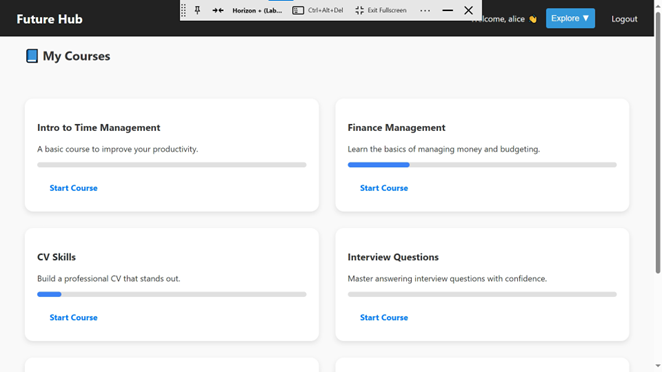 Future Hub
Horizon + (Lab... Ctrl+Alt+Del Exit Fullscreen
elcome, alice 👋 Explore ▼ Logout
📘 My Courses
Intro to Time Management
A basic course to improve your productivity.
Start Course
Finance Management
Learn the basics of managing money and budgeting.
Start Course
CV Skills
Build a professional CV that stands out.
Start Course
Interview Questions
Master answering interview questions with confidence.
Start Course